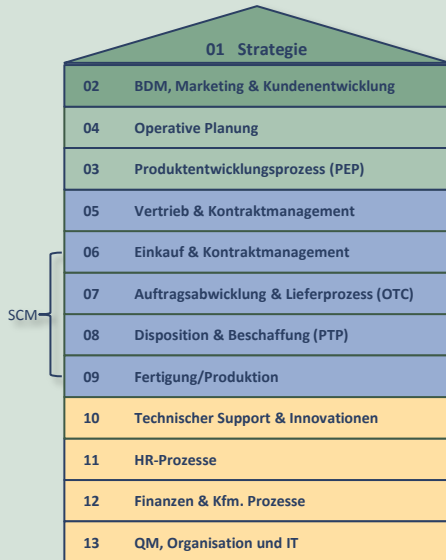 01 Strategie
02 BDM, Marketing & Kundenentwicklung
04 Operative Planung
03 Produktentwicklungsprozess (PEP)
05 Vertrieb & Kontraktmanagement
06 Einkauf & Kontraktmanagement
SCM
07 Auftragsabwicklung & Lieferprozess (OTC)
08 Disposition & Beschaffung (PTP)
09 Fertigung/Produktion
10 Technischer Support & Innovationen
11 HR-Prozesse
12 Finanzen & Kfm. Prozesse
13 QM, Organisation und IT